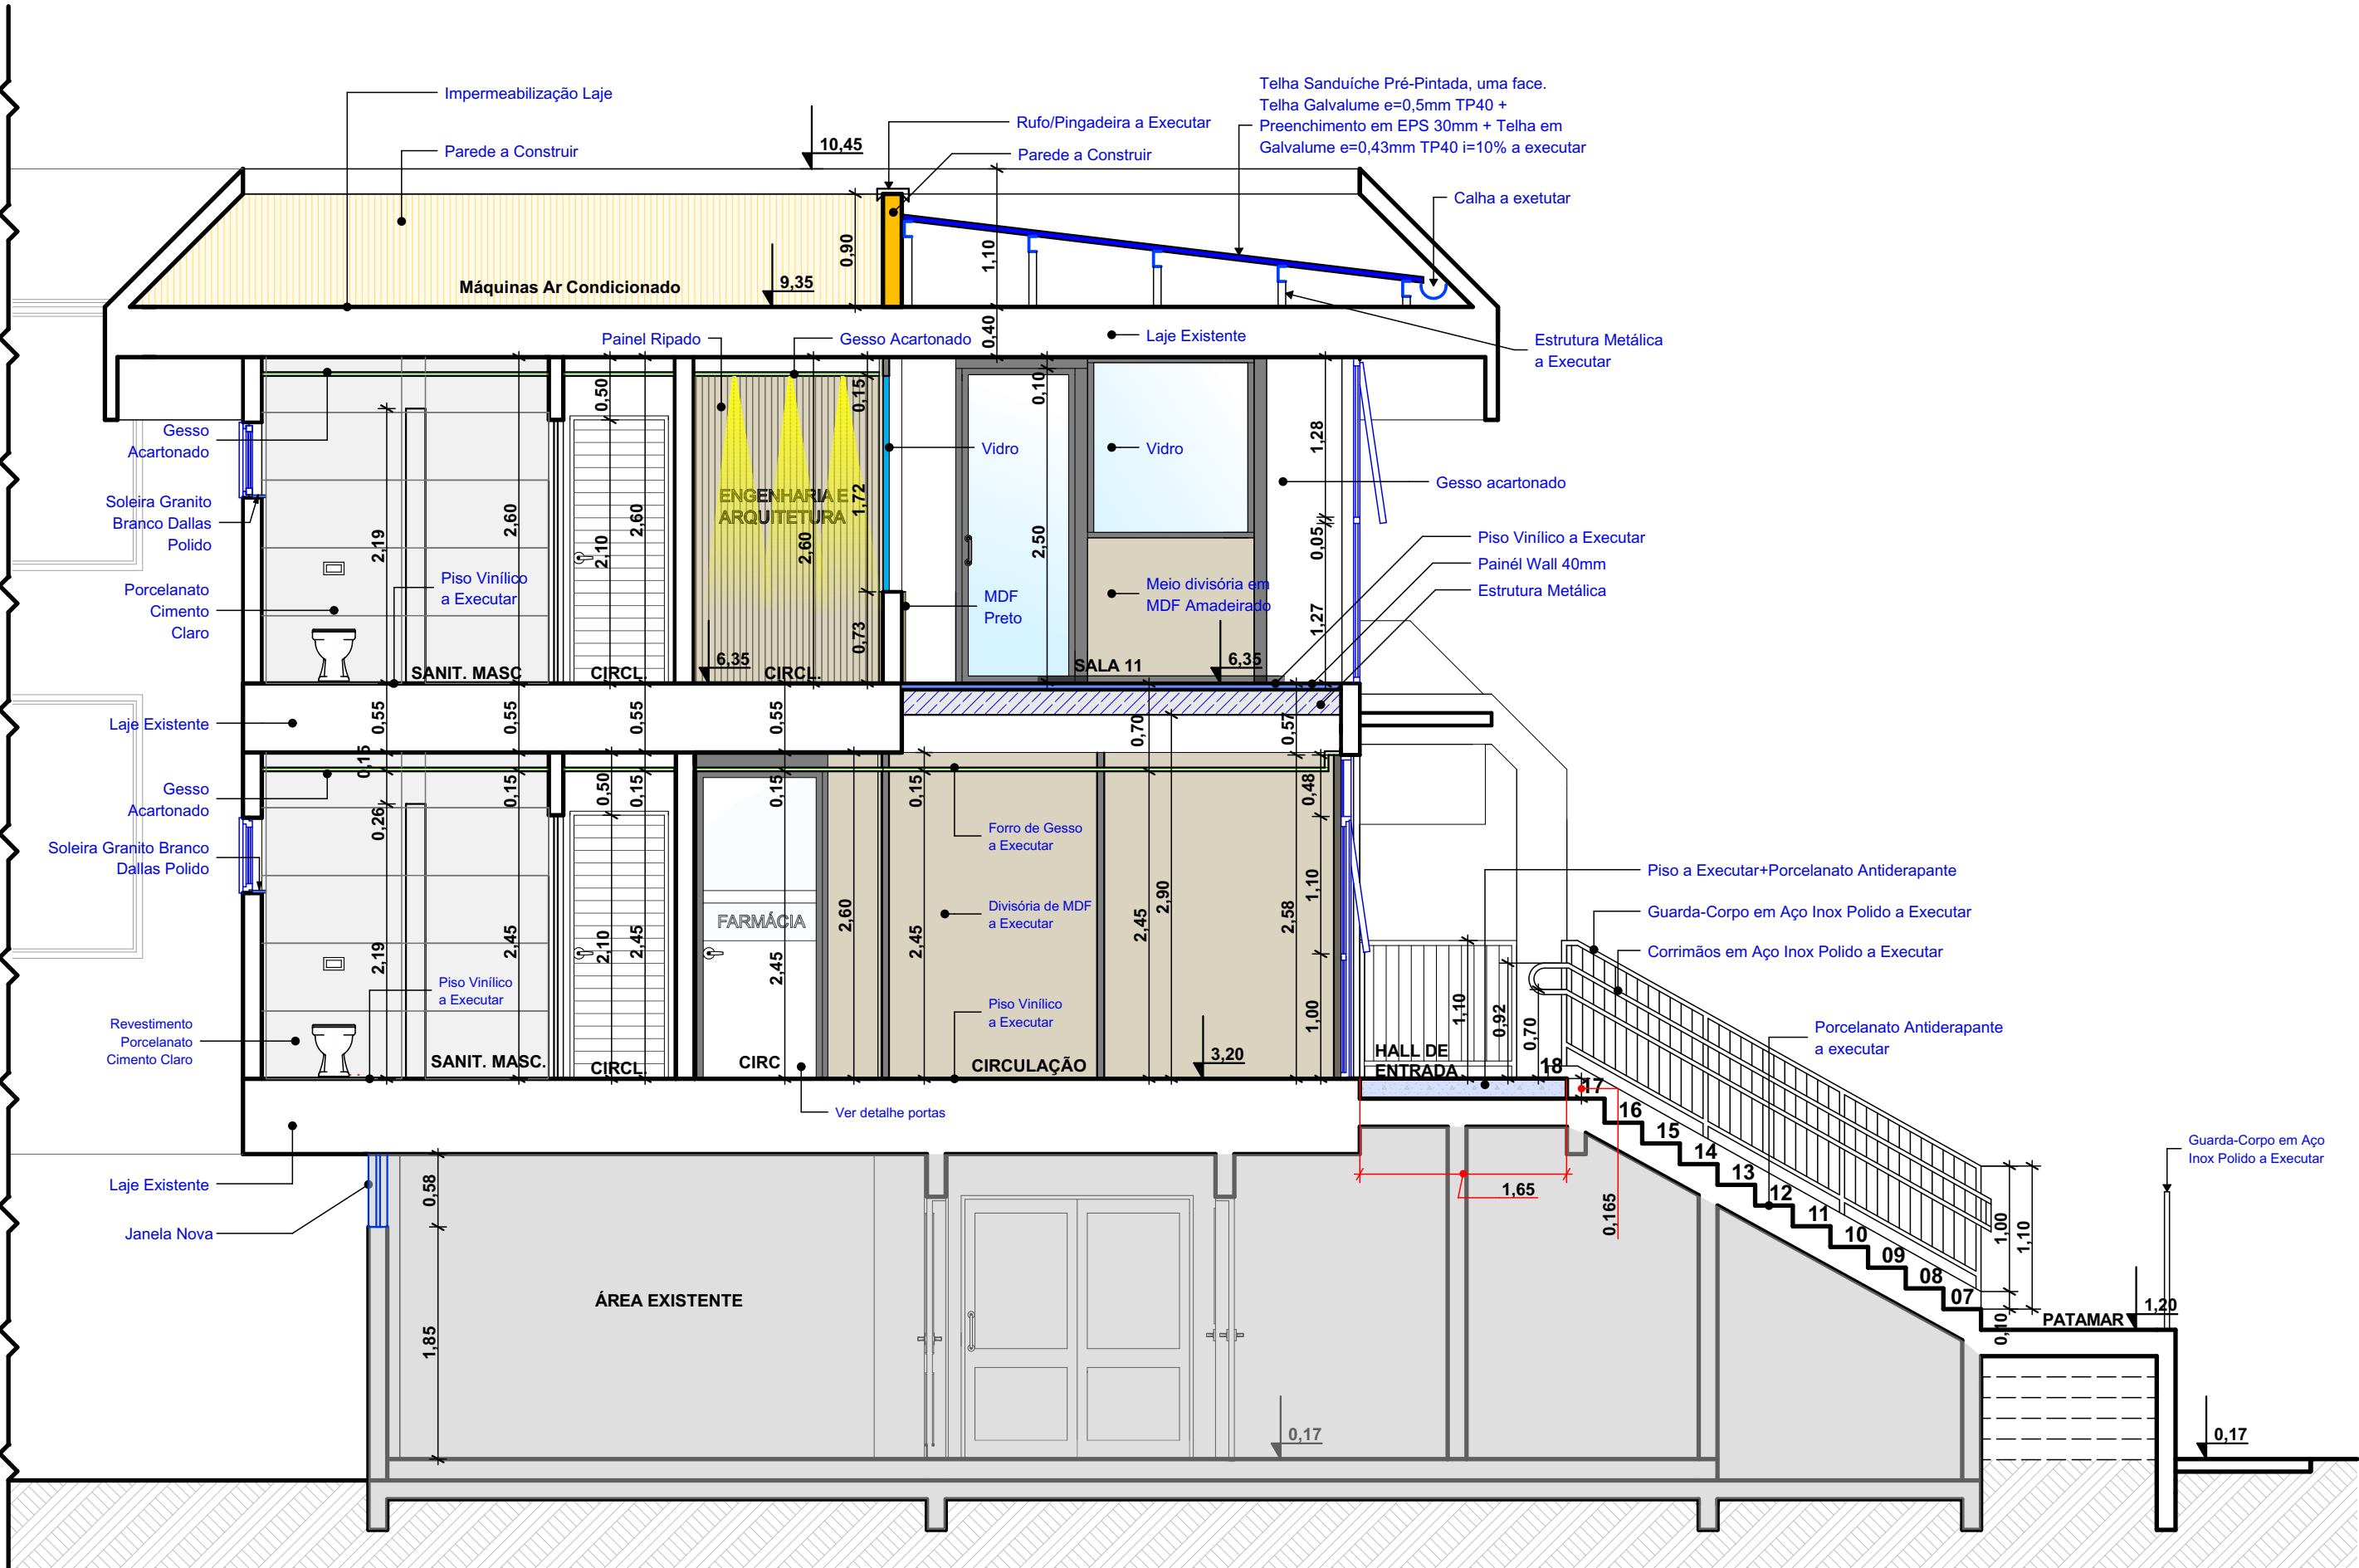 Impermeabilização Laje
Parede a Construir
Rufo/Pingadeira a Executar
Parede a Construir
10,45
Telha Sanduíche Pré-Pintada, uma face.
Telha Galvalume e=0,5mm TP40 +
Preenchimento em EPS 30mm + Telha em
Galvalume e=0,43mm TP40 i=10% a executar
Calha a exetutar
0,90
1,10
Máquinas Ar Condicionado
9,35
0,40
Painel Ripado
Gesso Acartonado
Laje Existente
Estrutura Metálica
a Executar
0,50
0,15
0,10
1,28
Gesso
Acartonado
Vidro
Vidro
Gesso acartonado
Soleira Granito
Branco Dallas
Polido
ENGENHARIA E
ARQUITETURA
2,19
2,60
2,10
2,60
2,60
1,72
2,50
0,05
Piso Vinílico a Executar
Painél Wall 40mm
Estrutura Metálica
Porcelanato
Cimento
Claro
Piso Vinílico
a Executar
MDF
Preto
Meio divisória em
MDF Amadeirado
1,27
0,73
SANIT. MASC
CIRCL.
6,35
CIRCL.
SALA 11
6,35
Laje Existente
0,55
0,55
0,55
0,55
0,70
0,57
0,15
Gesso
Acartonado
0,26
0,15
0,50
0,15
0,15
0,15
0,48
Soleira Granito Branco
Dallas Polido
Forro de Gesso
a Executar
Piso a Executar+Porcelanato Antiderapante
Guarda-Corpo em Aço Inox Polido a Executar
Corrimãos em Aço Inox Polido a Executar
FARMÁCIA
Divisória de MDF
a Executar
2,19
2,45
2,10
2,45
2,45
2,60
2,45
2,45
2,90
2,58
1,10
1,00
1,10
0,92
0,70
Piso Vinílico
a Executar
Piso Vinílico
a Executar
Revestimento
Porcelanato
Cimento Claro
Porcelanato Antiderapante
a executar
SANIT. MASC.
CIRCL.
CIRC
CIRCULAÇÃO
3,20
HALL DE
ENTRADA
18
17
16
15
14
13
12
11
10
09
08
07
Ver detalhe portas
Guarda-Corpo em Aço
Inox Polido a Executar
Laje Existente
Janela Nova
0,58
1,65
0,165
1,00
1,10
0,10
ÁREA EXISTENTE
PATAMAR
1,20
1,85
0,17
0,17